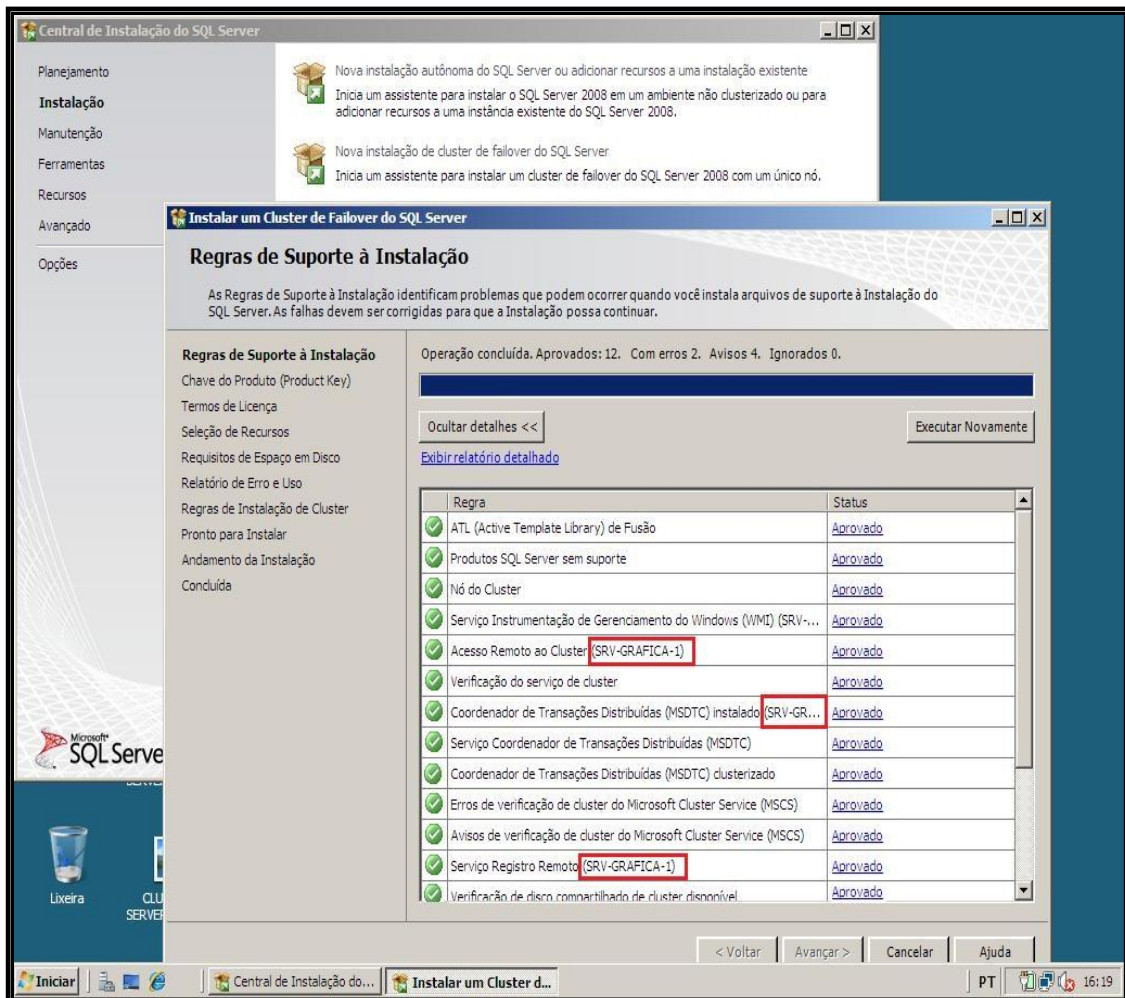 Central de Instalação do SQL Server
Planejamento
Instalação
Manutenção
Ferramentas
Recursos
Avançado
Opções
Nova instalação autônoma do SQL Server ou adicionar recursos a uma instalação existente
Inicia um assistente para instalar o SQL Server 2008 em um ambiente não clusterizado ou para
adicionar recursos a uma instância existente do SQL Server 2008.
Nova instalação de cluster de failover do SQL Server
Inicia um assistente para instalar um cluster de failover do SQL Server 2008 com um único nó.
Instalar um Cluster de Failover do SQL Server
Regras de Suporte à Instalação
As Regras de Suporte à Instalação identificam problemas que podem ocorrer quando você instala arquivos de suporte à Instalação do
SQL Server. As falhas devem ser corrigidas para que a Instalação possa continuar.
Regras de Suporte à Instalação
Chave do Produto (Product Key)
Termos de Licença
Seleção de Recursos
Requisitos de Espaço em Disco
Relatório de Erro e Uso
Regras de Instalação de Cluster
Pronto para Instalar
Andamento da Instalação
Concluída
Operação concluída. Aprovados: 12. Com erros 2. Avisos 4. Ignorados 0.
Ocultar detalhes <<
Executar Novamente
Exibir relatório detalhado
Regra Status
ATL (Active Template Library) de Fusão Aprovado
Produtos SQL Server sem suporte Aprovado
Nó do Cluster Aprovado
Serviço Instrumentação de Gerenciamento do Windows (WMI) (SRV-... Aprovado
Acesso Remoto ao Cluster (SRV-GRAFICA-1) Aprovado
Verificação do serviço de cluster Aprovado
Coordenador de Transações Distribuídas (MSDTC) instalado (SRV-GR... Aprovado
Serviço Coordenador de Transações Distribuídas (MSDTC) Aprovado
Coordenador de Transações Distribuídas (MSDTC) clusterizado Aprovado
Erros de verificação de cluster do Microsoft Cluster Service (MSCS) Aprovado
Avisos de verificação de cluster do Microsoft Cluster Service (MSCS) Aprovado
Serviço Registro Remoto (SRV-GRAFICA-1) Aprovado
Verificação de disco compartilhado de cluster disponível Aprovado
< Voltar
Avançar >
Cancelar
Ajuda
Microsoft
SQL Serve
Lixeira
CLU
SERVER
Iniciar
Central de Instalação do...
Instalar um Cluster d...
PT
16:19